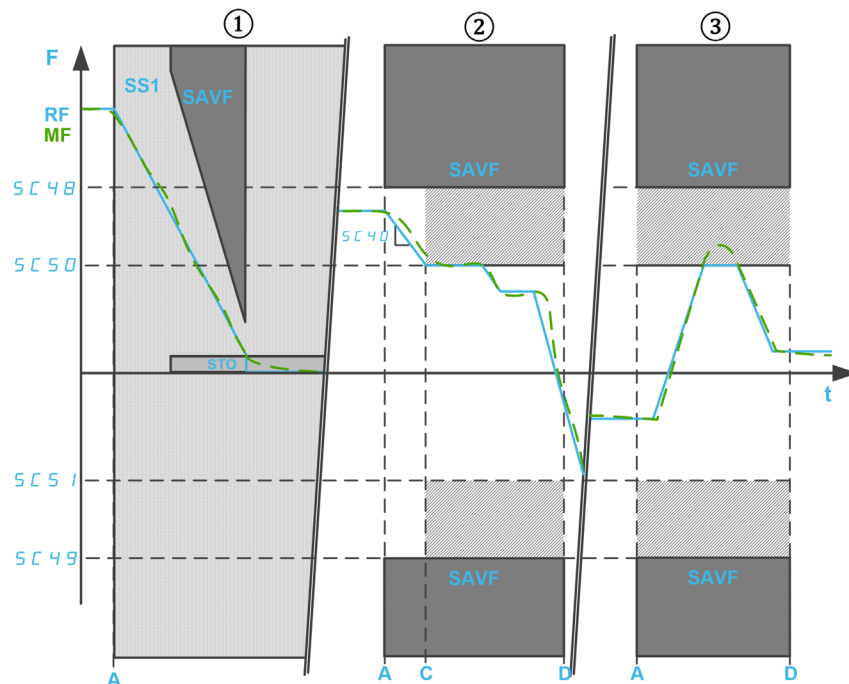 ① ② ③
F
SS1
SAVF SAVF SAVF
RF
MF
SC48
SC40
SC50
STO
t
SC51
SC49
SAVF SAVF
A A C D A D